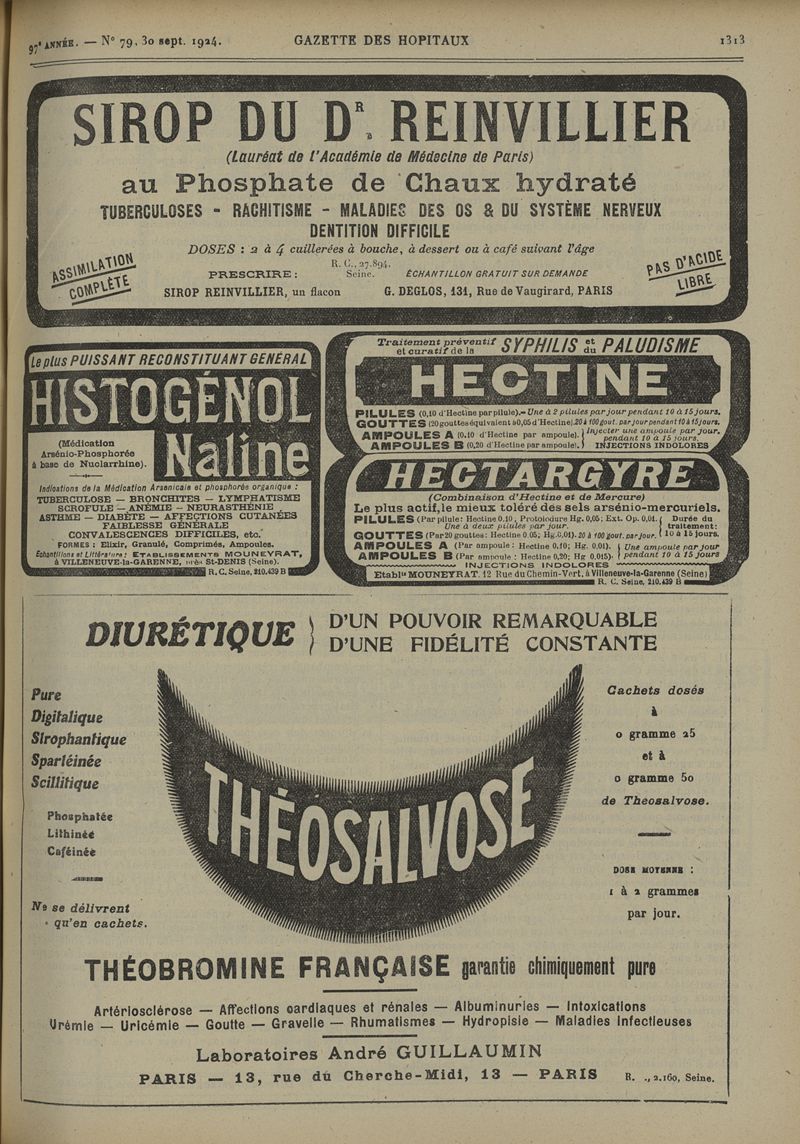 97e ANNÉE. — N° 79, 30 sept. 1924.
GAZETTE DES HOPITAUX
1313
SIROP DU DR. REINVILLIER
(Lauréat de l'Académie de Médecine de Paris)
au Phosphate de Chaux hydraté
TUBERCULOSES - RACHITISME - MALADIES DES OS & DU SYSTÈME NERVEUX
DENTITION DIFFICILE
DOSES : 2 à 4 cuillerées à bouche, à dessert ou à café suivant l'âge
ASSIMILATION
COMPLÈTE
R. C., 27.894,
PRESCRIRE : Seine. ÉCHANTILLON GRATUIT SUR DEMANDE
SIROP REINVILLIER, un flacon G. DEGLOS, 131, Rue de Vaugirard, PARIS
PAS D'ACIDE
LIBRE
Le plus PUISSANT RECONSTITUANT GÉNÉRAL
HISTOGÉNOL
Naline
(Médication
Arsénio-Phosphorée
à base de Nuclarrhine).
Indications de la Médication Arsenicale et phosphorée organique :
TUBERCULOSE — BRONCHITES — LYMPHATISME
SCROFULE — ANÉMIE — NEURASTHÉNIE
ASTHME — DIABÈTE — AFFECTIONS CUTANÉES
FAIBLESSE GÉNÉRALE
CONVALESCENCES DIFFICILES, etc.
FORMES : Elixir, Granulé, Comprimés, Ampoules.
Échantillons et Littérature : ETABLISSEMENTS MOUNEYRAT,
à VILLENEUVE-la-GARENNE, près St-DENIS (Seine).
R. C. Seine, 210.439 B
Traitement préventif
et curatif de la SYPHILIS et du PALUDISME
HECTINE
PILULES (0,10 d'Hectine par pilule).- Une à 2 pilules par jour pendant 10 à 15 jours.
GOUTTES (20 gouttes équivalent à 0,05 d'Hectine). 20 à 100 gout. par jour pendant 10 à 15 jours.
AMPOULES A (0.10 d'Hectine par ampoule). } Injecter une ampoule par jour.
pendant 10 à 15 jours.
AMPOULES B (0,20 d'Hectine par ampoule). } INJECTIONS INDOLORES
HECTARGYRE
(Combinaison d'Hectine et de Mercure)
Le plus actif, le mieux toléré des sels arsénio-mercuriels.
PILULES (Par pilule: Hectine 0.10, Protoiodure Hg. 0,05; Ext. Op. 0,01. } Durée du
Une à deux pilules par jour. traitement:
GOUTTES (Par 20 gouttes: Hectine 0.05; Hg. 0,01). 20 à 100 gout. par jour. } 10 à 15 jours.
AMPOULES A (Par ampoule : Hectine 0,10; Hg. 0,01). } Une ampoule par jour
AMPOULES B (Par ampoule : Hectine 0,20; Hg 0,015). } pendant 10 à 15 jours
INJECTIONS INDOLORES
Etablts MOUNEYRAT, 12 Rue du Chemin-Vert, à Villeneuve-la-Garenne (Seine)
R. C. Seine, 210.439 B
DIURÉTIQUE } D'UN POUVOIR REMARQUABLE
D'UNE FIDÉLITÉ CONSTANTE
Pure
Digitalique
Strophantique
Spartéinée
Scillitique
Phosphatée
Lithinée
Caféinée
Ne se délivrent
qu'en cachets.
THÉOSALVOSE
Cachets dosés
à
0 gramme 25
et à
0 gramme 50
de Theosalvose.
DOSE MOYENNE :
1 à 2 grammes
par jour.
THÉOBROMINE FRANÇAISE garantie chimiquement pure
Artériosclérose — Affections cardiaques et rénales — Albuminuries — Intoxications
Urémie — Uricémie — Goutte — Gravelle — Rhumatismes — Hydropisie — Maladies infectieuses
Laboratoires André GUILLAUMIN
PARIS — 13, rue du Cherche-Midi, 13 — PARIS R. ., 2.160, Seine.